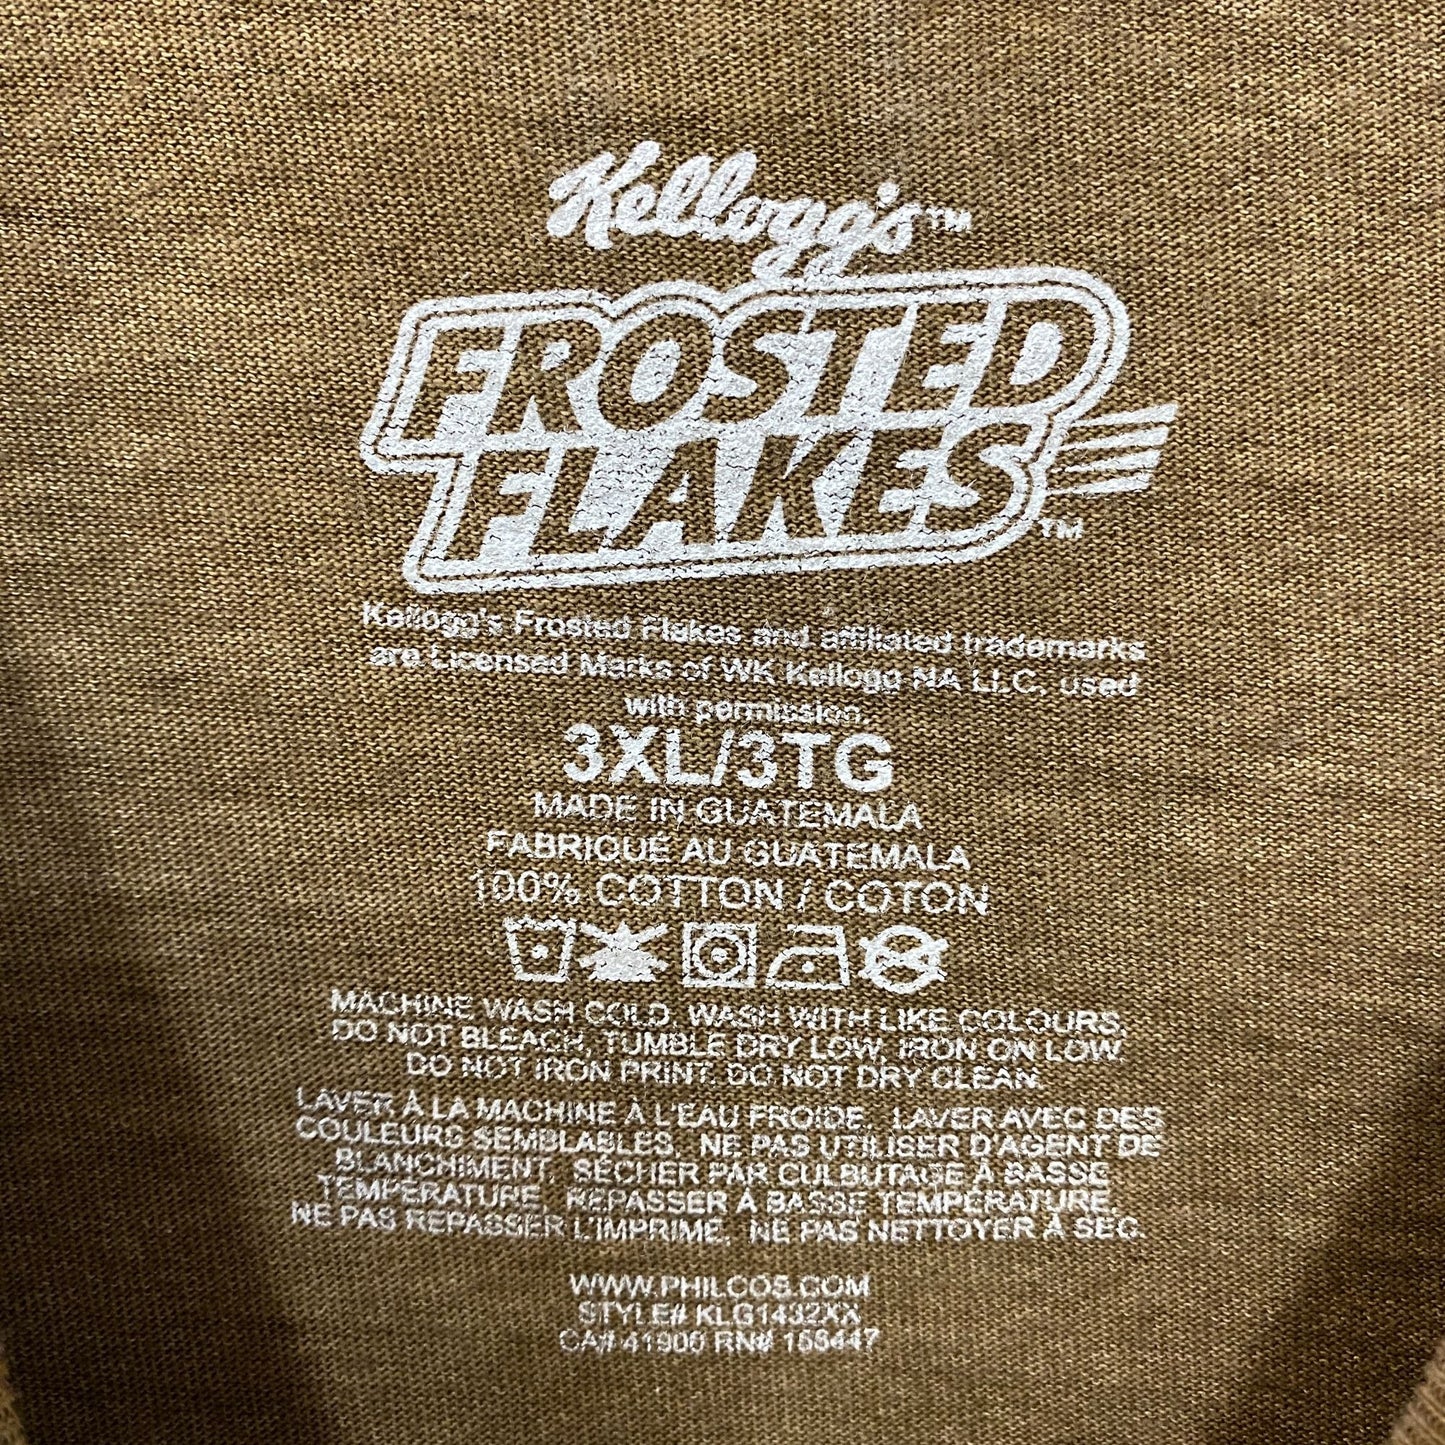 Kellogg's™
FROSTED
FLAKES™
Kellogg's Frosted Flakes and affiliated trademarks
are Licensed Marks of WK Kellogg NA LLC, used
with permission.
3XL/3TG
MADE IN GUATEMALA
FABRIQUÉ AU GUATEMALA
100% COTTON / COTON
MACHINE WASH COLD. WASH WITH LIKE COLOURS.
DO NOT BLEACH, TUMBLE DRY LOW, IRON ON LOW.
DO NOT IRON PRINT. DO NOT DRY CLEAN.
LAVER À LA MACHINE À L'EAU FROIDE. LAVER AVEC DES
COULEURS SEMBLABLES. NE PAS UTILISER D'AGENT DE
BLANCHIMENT. SÉCHER PAR CULBUTAGE À BASSE
TEMPÉRATURE. REPASSER À BASSE TEMPÉRATURE.
NE PAS REPASSER L'IMPRIMÉ. NE PAS NETTOYER À SEC.
WWW.PHILCOS.COM
STYLE# KLG1432XX
CA# 41900 RN#